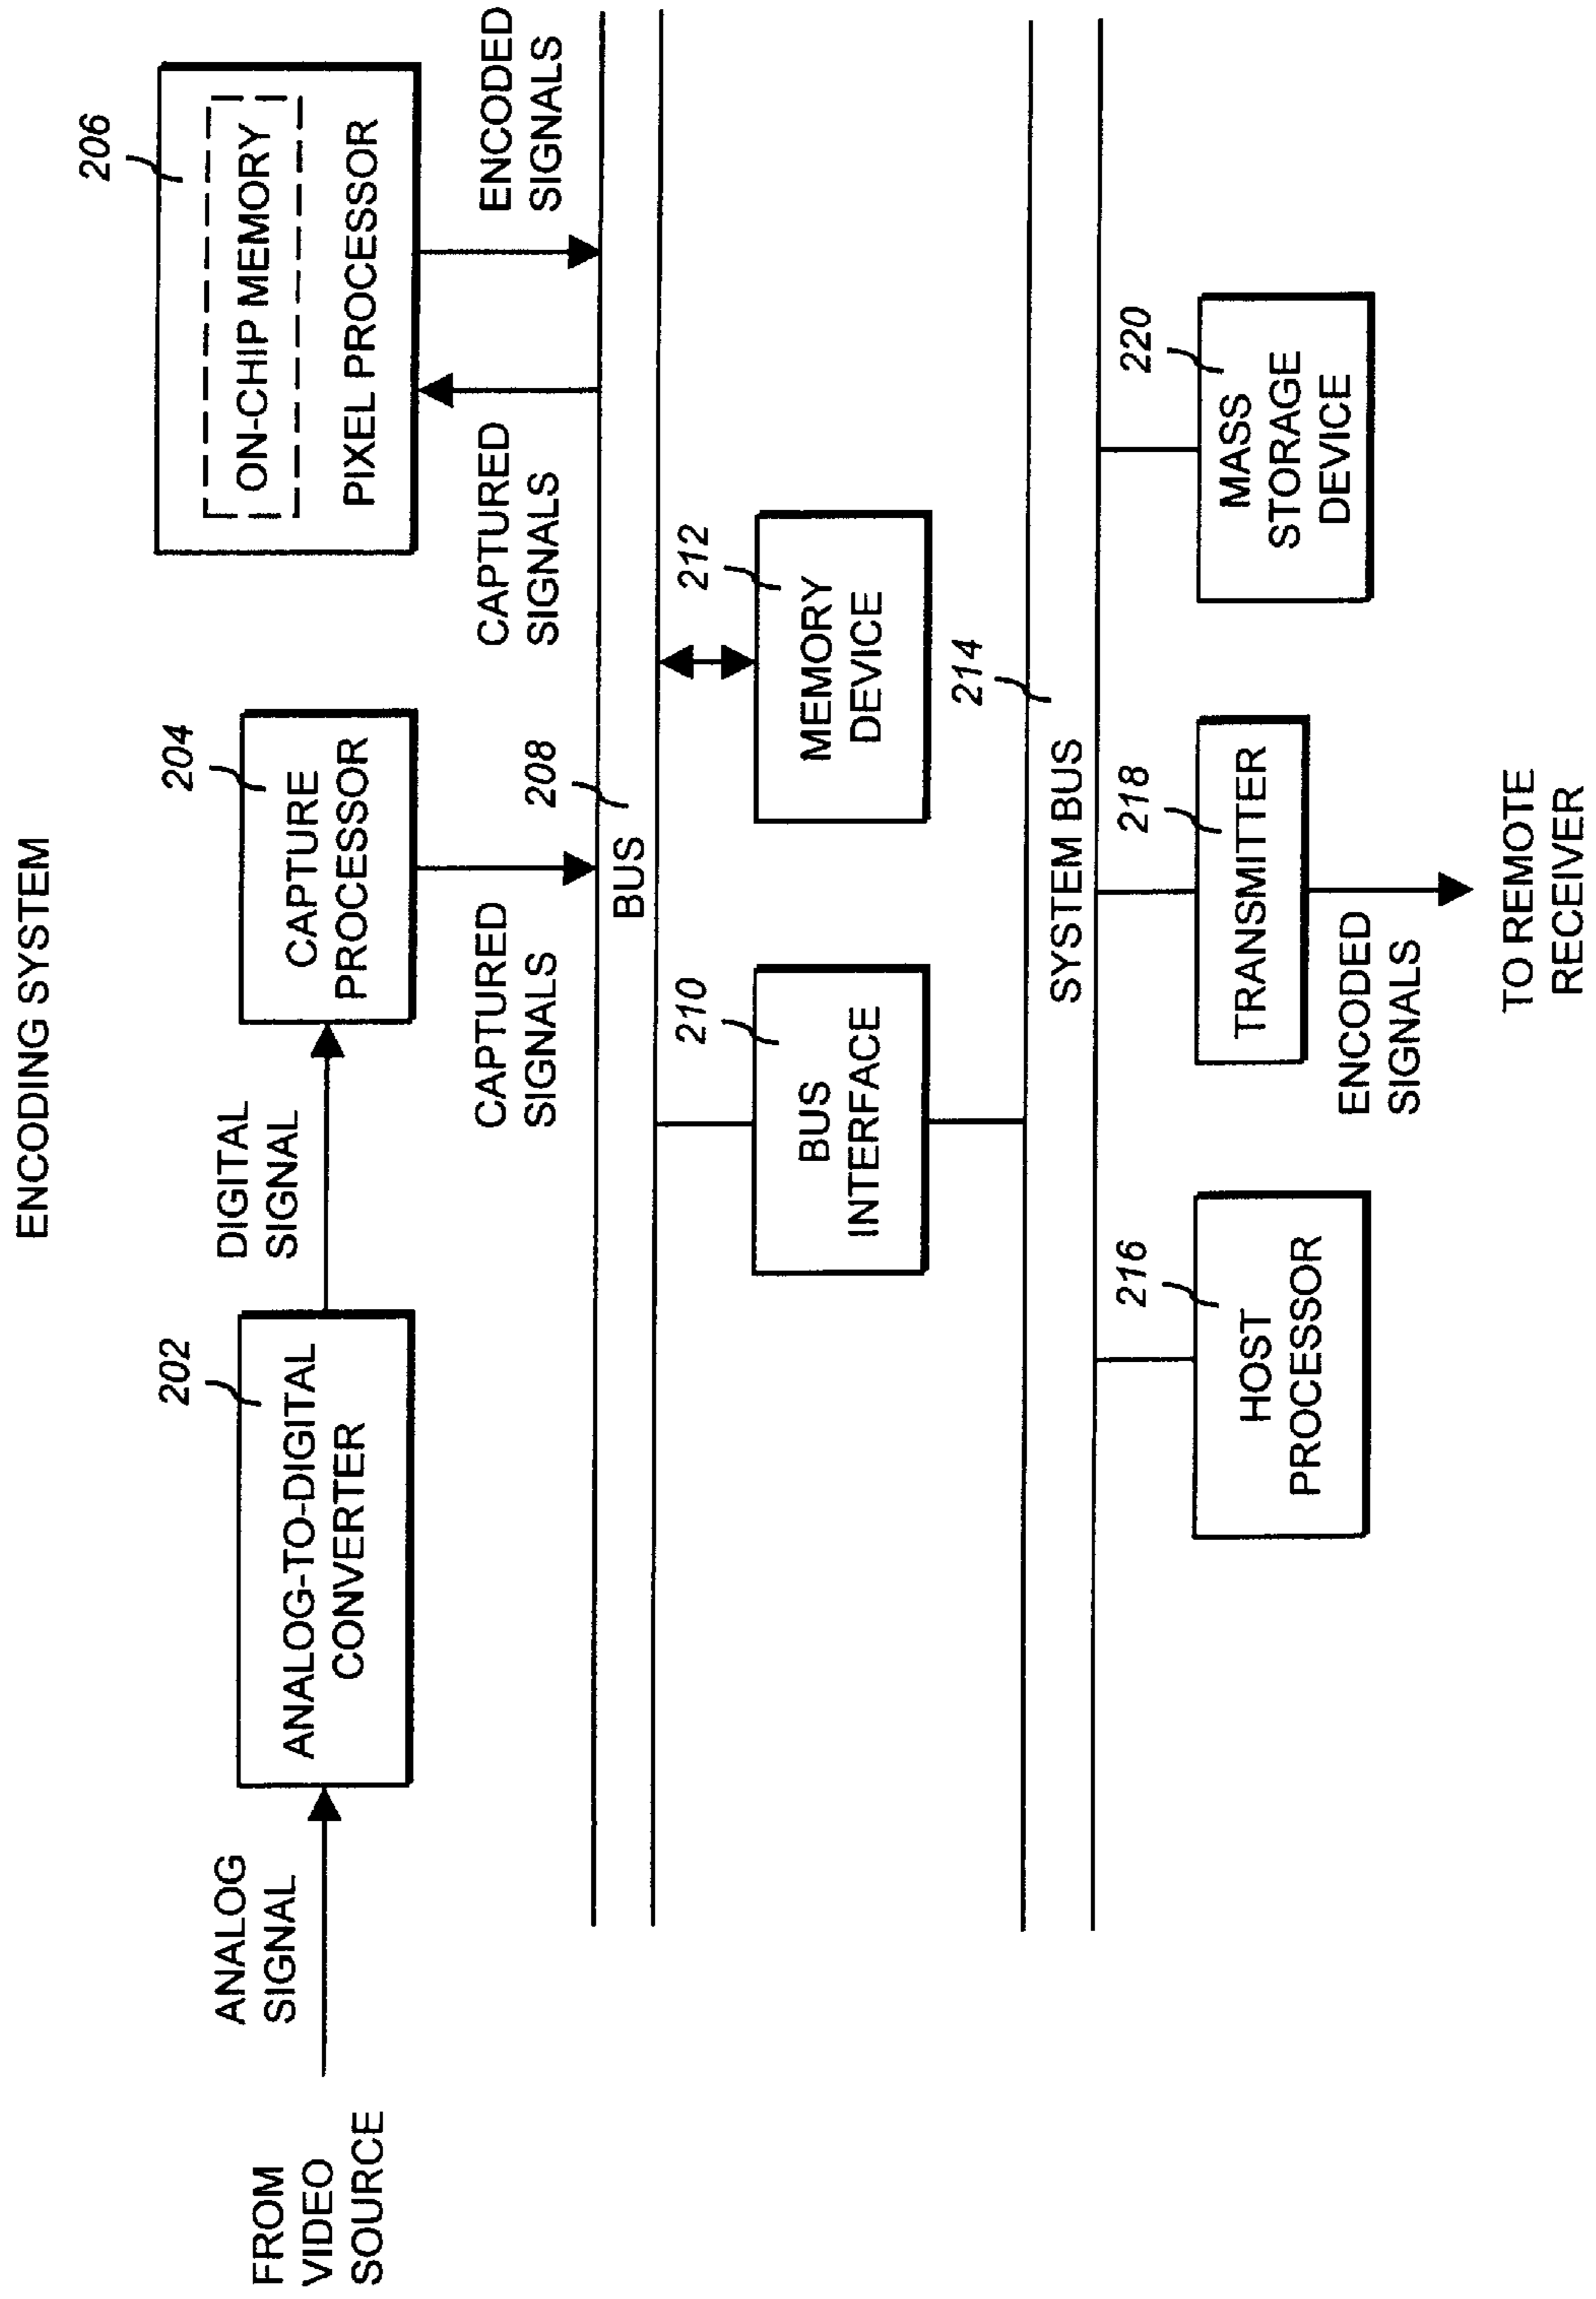 ENCODING SYSTEM
FROM
VIDEO
SOURCE
ANALOG
SIGNAL
202
ANALOG-TO-DIGITAL
CONVERTER
DIGITAL
SIGNAL
204
CAPTURE
PROCESSOR
206
ON-CHIP MEMORY
PIXEL PROCESSOR
CAPTURED
SIGNALS
CAPTURED
SIGNALS
ENCODED
SIGNALS
208
BUS
210
BUS
INTERFACE
212
MEMORY
DEVICE
214
SYSTEM BUS
216
HOST
PROCESSOR
218
TRANSMITTER
220
MASS
STORAGE
DEVICE
ENCODED
SIGNALS
TO REMOTE
RECEIVER